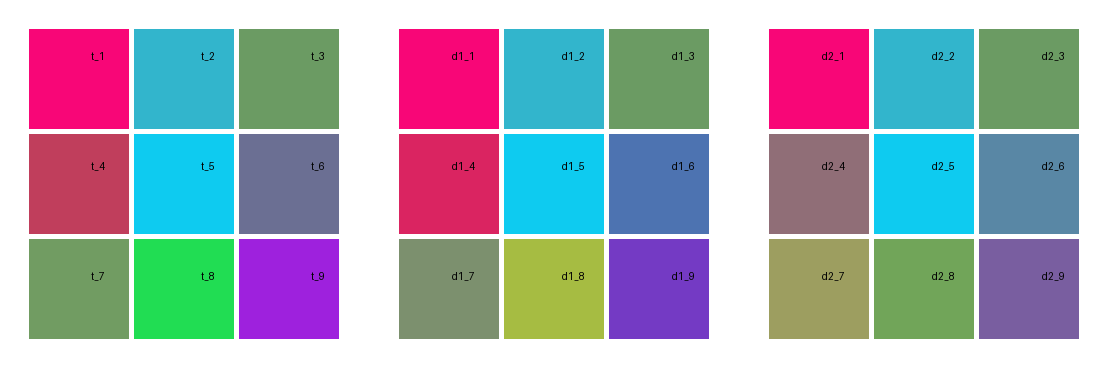 t_1 t_2 t_3 d1_1 d1_2 d1_3 d2_1 d2_2 d2_3
t_4 t_5 t_6 d1_4 d1_5 d1_6 d2_4 d2_5 d2_6
t_7 t_8 t_9 d1_7 d1_8 d1_9 d2_7 d2_8 d2_9